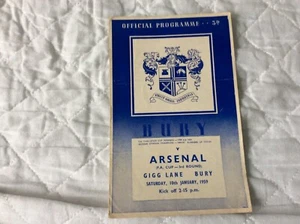 OFFICIAL PROGRAMME · · 3ᴰ
BURY
ARSENAL
(F.A. CUP — 3rd ROUND)
GIGG LANE BURY
SATURDAY, 10th JANUARY, 1959
Kick off 2-15 p.m.